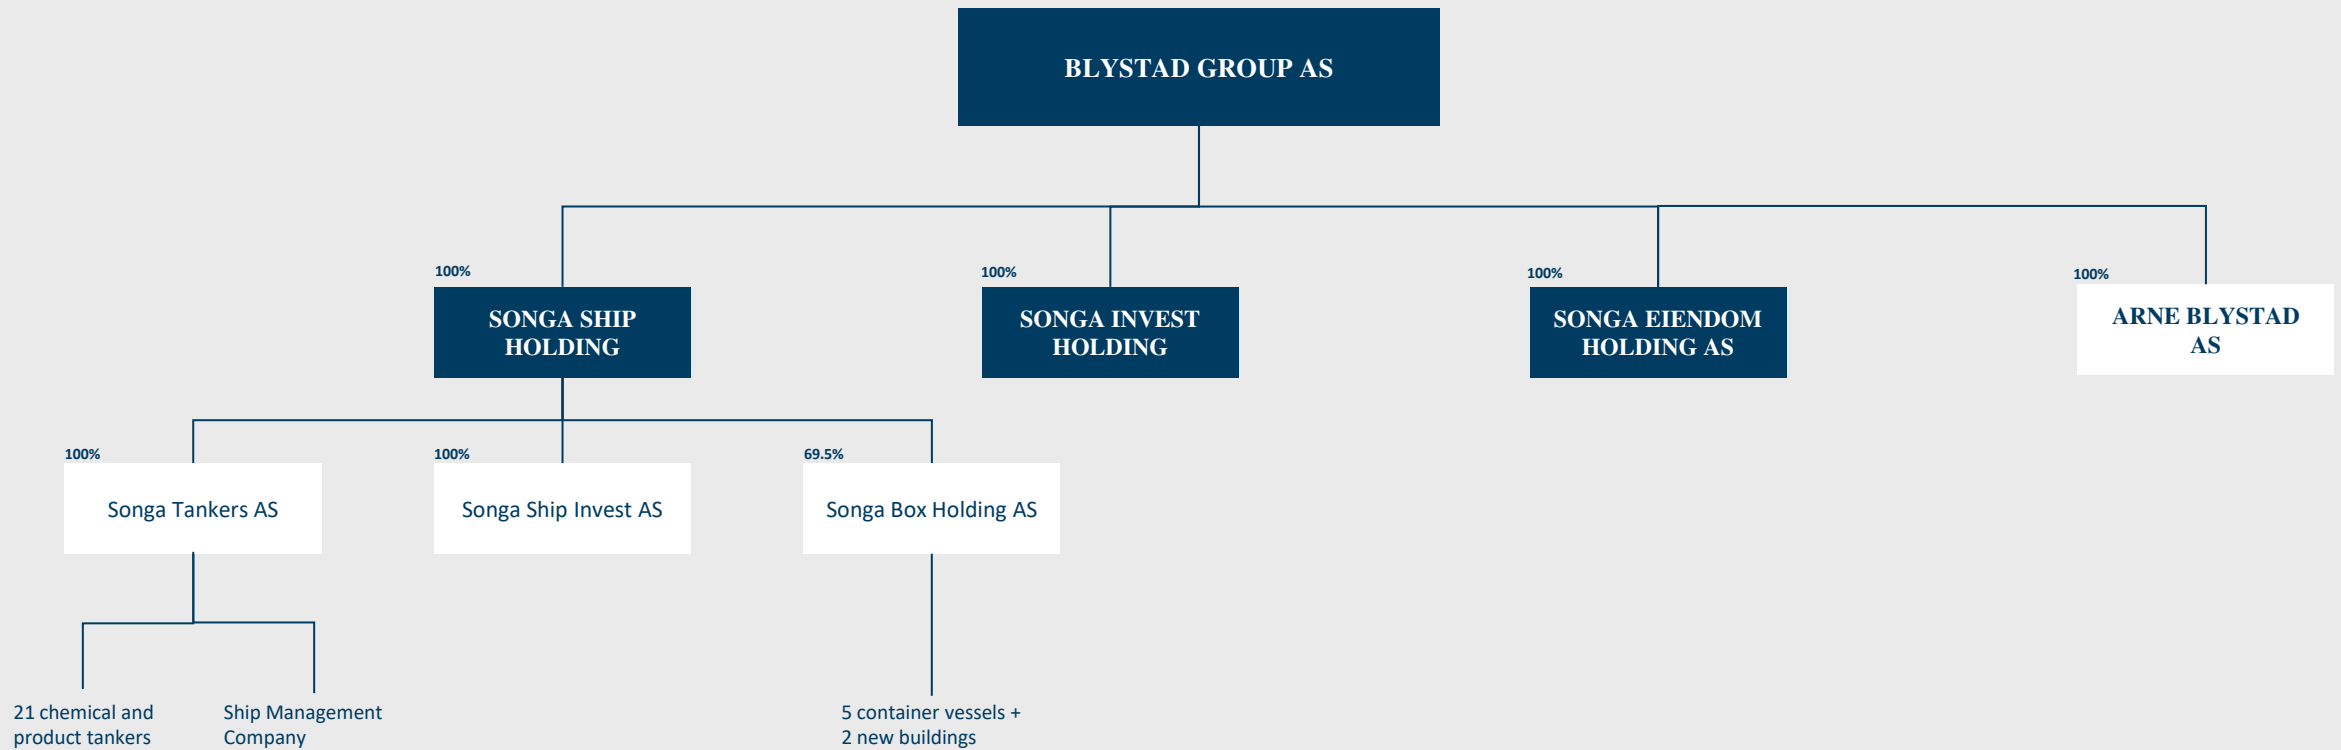 BLYSTAD GROUP AS
100%
SONGA SHIP
HOLDING
100%
SONGA INVEST
HOLDING
100%
SONGA EIENDOM
HOLDING AS
100%
ARNE BLYSTAD
AS
100%
Songa Tankers AS
100%
Songa Ship Invest AS
69.5%
Songa Box Holding AS
21 chemical and
product tankers
Ship Management
Company
5 container vessels +
2 new buildings